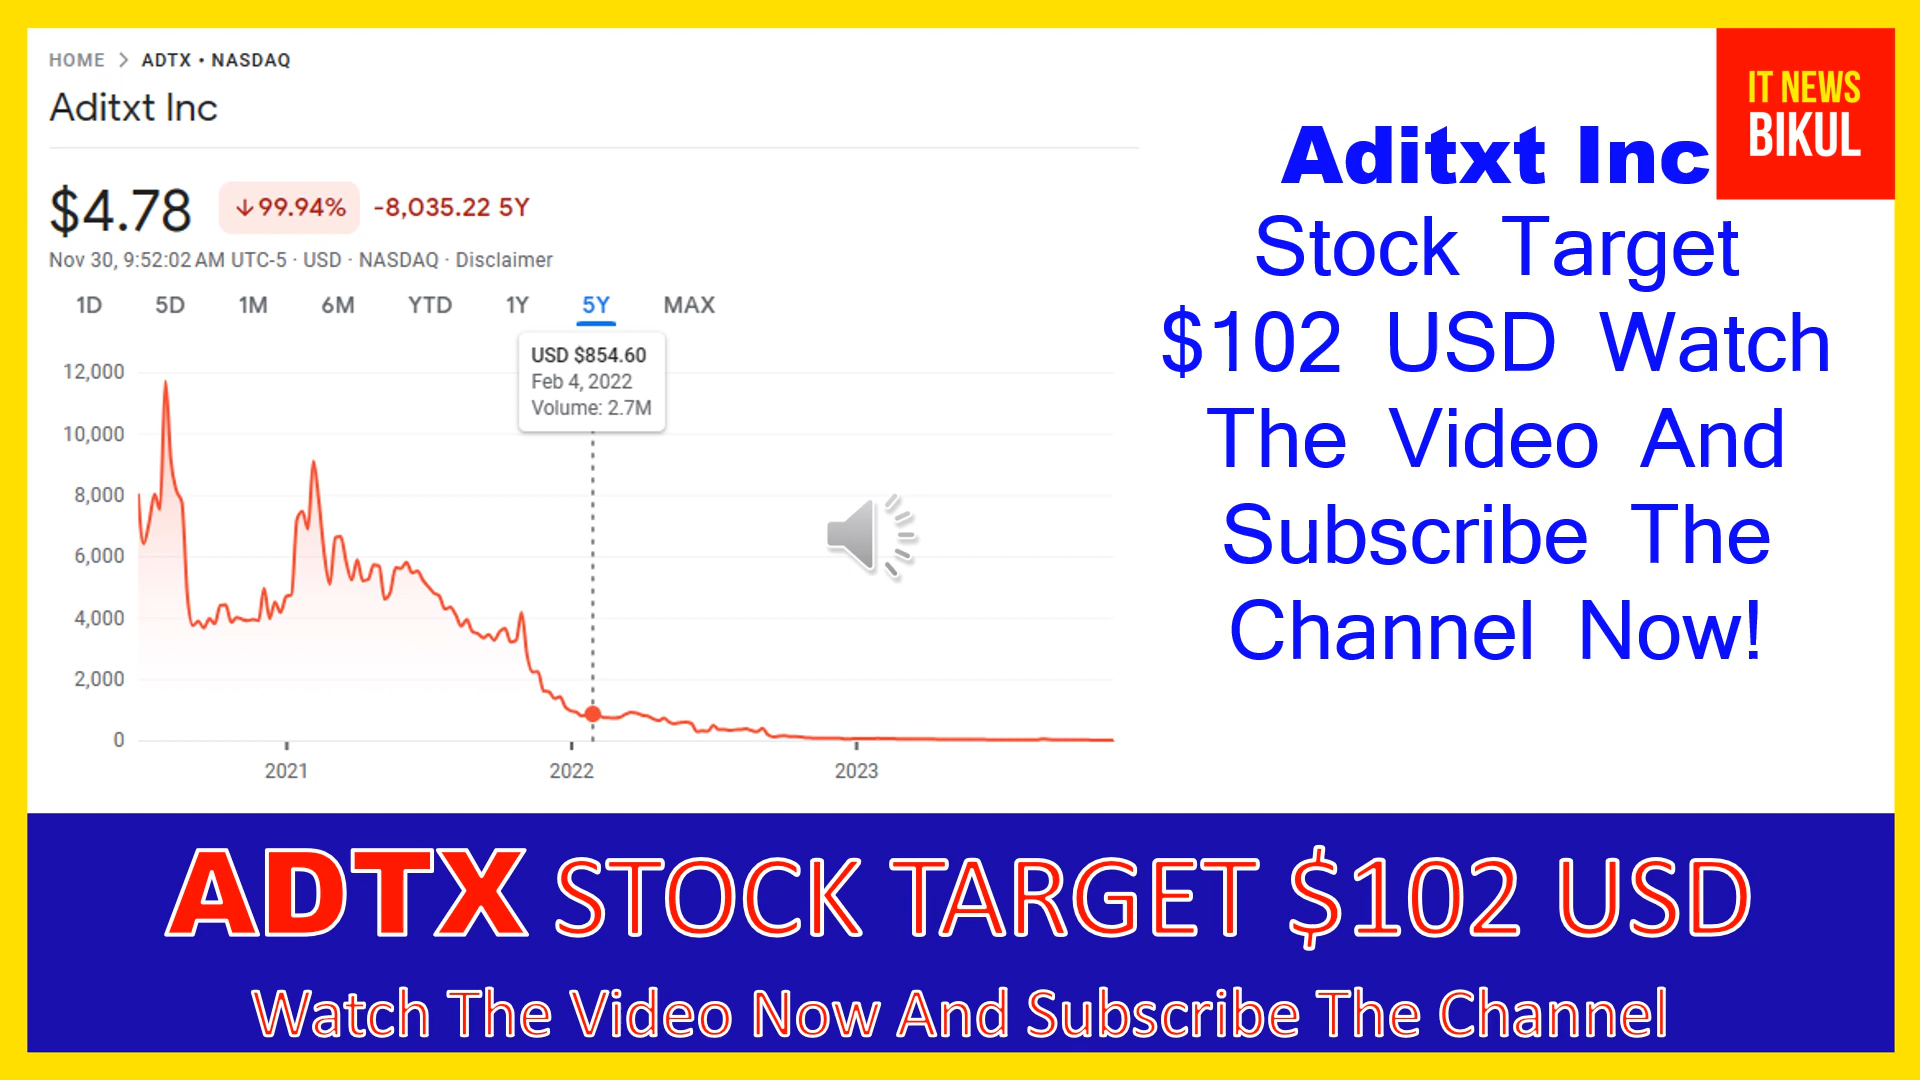 HOME > ADTX • NASDAQ
Aditxt Inc
$4.78 ↓99.94% -8,035.22 5Y
Nov 30, 9:52:02 AM UTC-5 · USD · NASDAQ · Disclaimer
1D 5D 1M 6M YTD 1Y 5Y MAX
USD $854.60
Feb 4, 2022
Volume: 2.7M
12,000
10,000
8,000
6,000
4,000
2,000
0
2021 2022 2023
IT NEWS
BIKUL
Aditxt Inc
Stock Target
$102 USD Watch
The Video And
Subscribe The
Channel Now!
ADTX STOCK TARGET $102 USD
Watch The Video Now And Subscribe The Channel